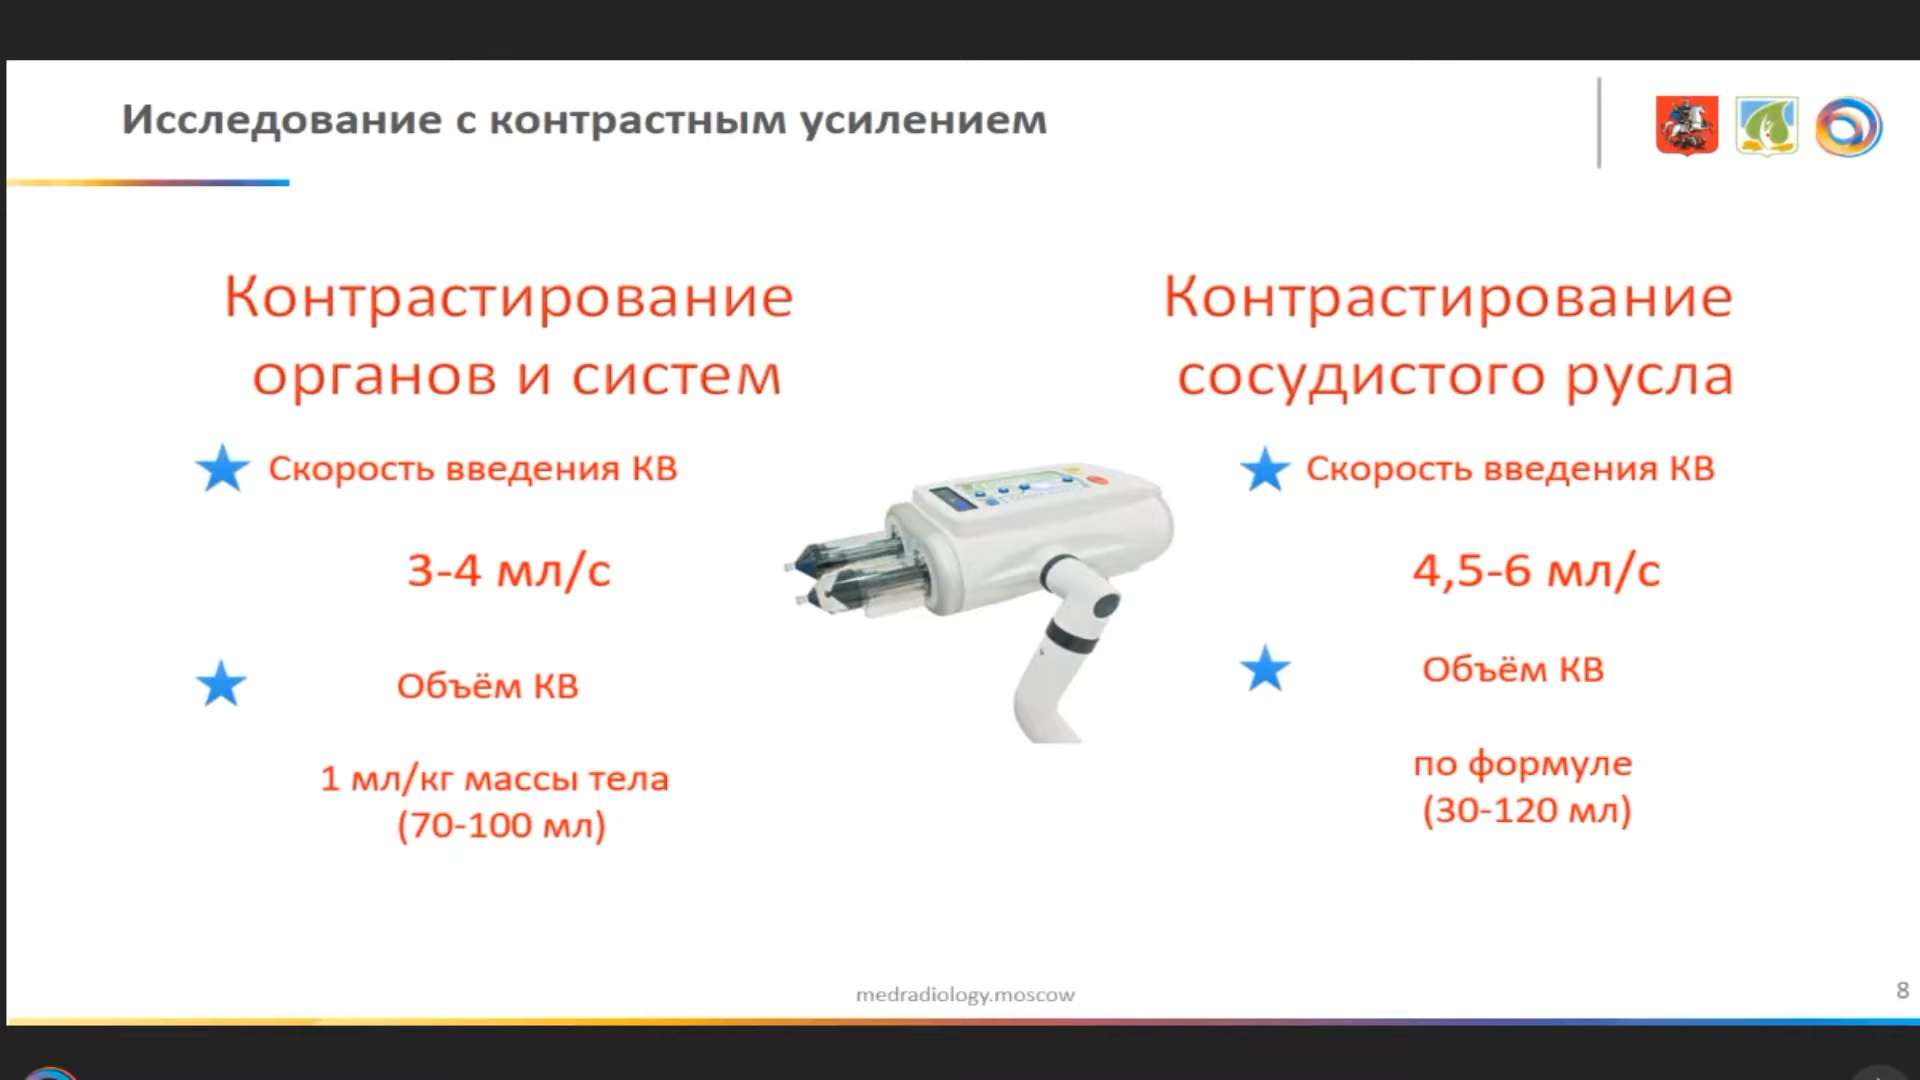 Исследование с контрастным усилением
Контрастирование
органов и систем
Скорость введения КВ
3-4 мл/с
Объём КВ
1 мл/кг массы тела
(70-100 мл)
Контрастирование
сосудистого русла
Скорость введения КВ
4,5-6 мл/с
Объём КВ
по формуле
(30-120 мл)
medradiology.moscow
8